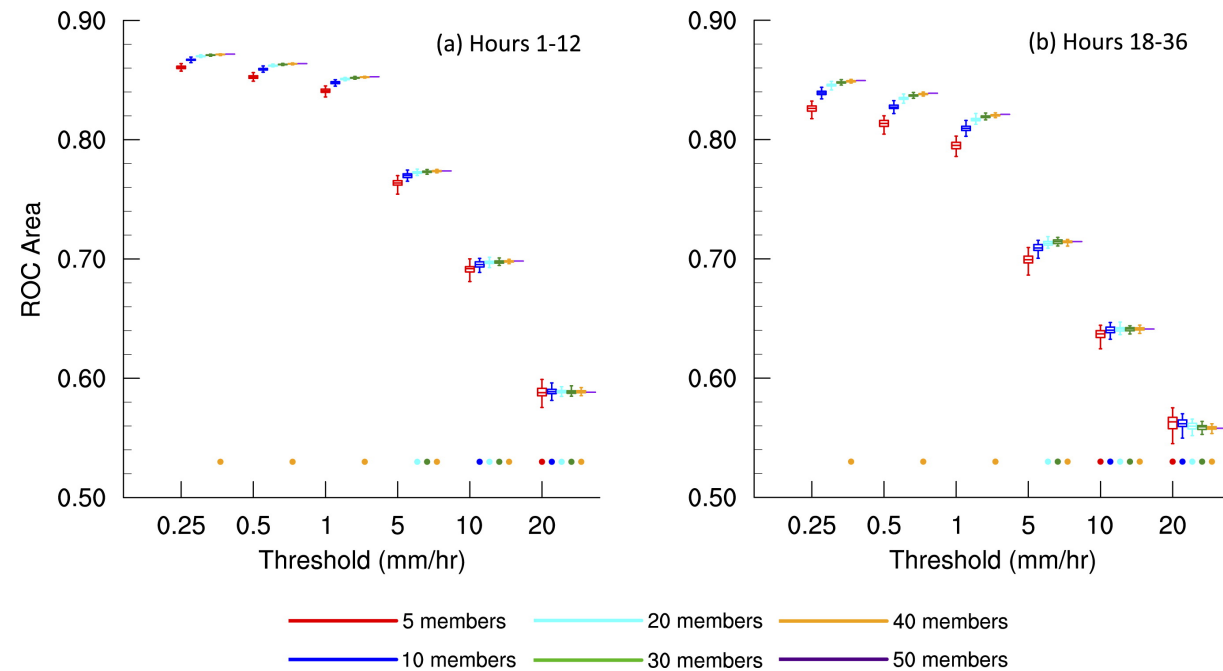 (a) Hours 1-12
ROC Area
0.90
0.80
0.70
0.60
0.50
0.25 0.5 1 5 10 20
Threshold (mm/hr)
(b) Hours 18-36
0.90
0.80
0.70
0.60
0.50
0.25 0.5 1 5 10 20
Threshold (mm/hr)
5 members 20 members 40 members
10 members 30 members 50 members